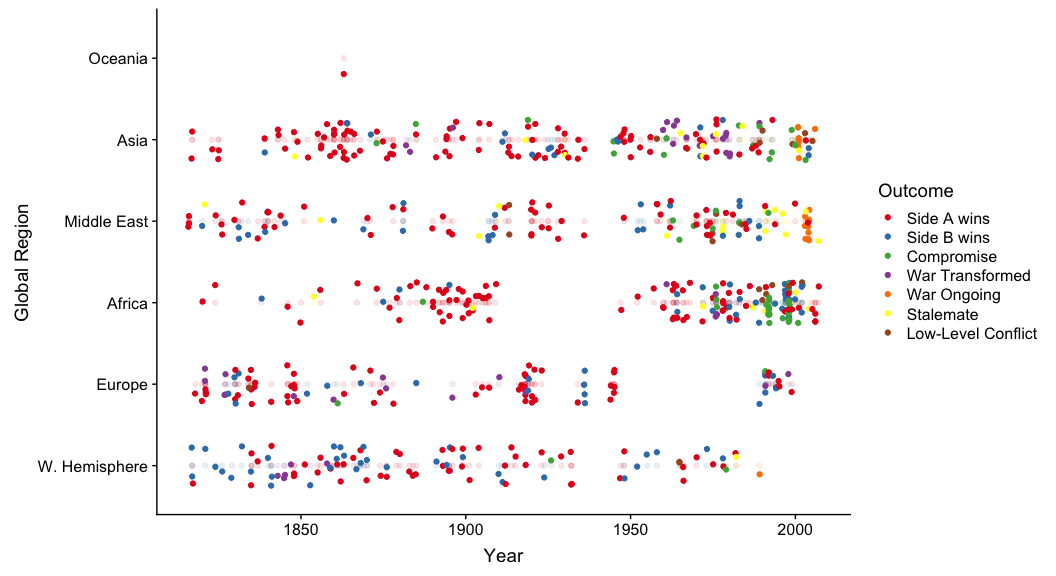 Oceania
Asia
Middle East
Africa
Europe
W. Hemisphere
Global Region
1850
1900
1950
2000
Year
Outcome
Side A wins
Side B wins
Compromise
War Transformed
War Ongoing
Stalemate
Low-Level Conflict